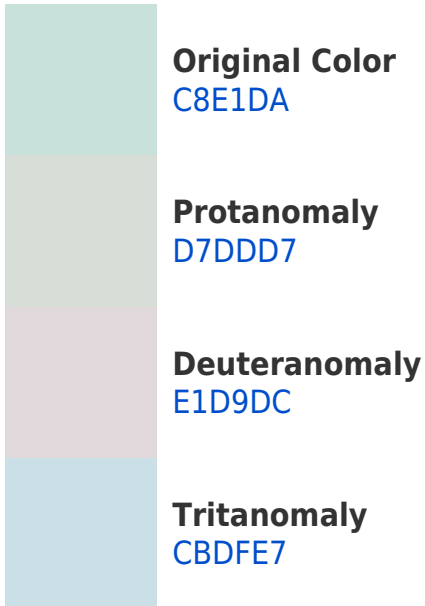 Original Color
C8E1DA
Protanomaly
D7DDD7
Deuteranomaly
E1D9DC
Tritanomaly
CBDFE7